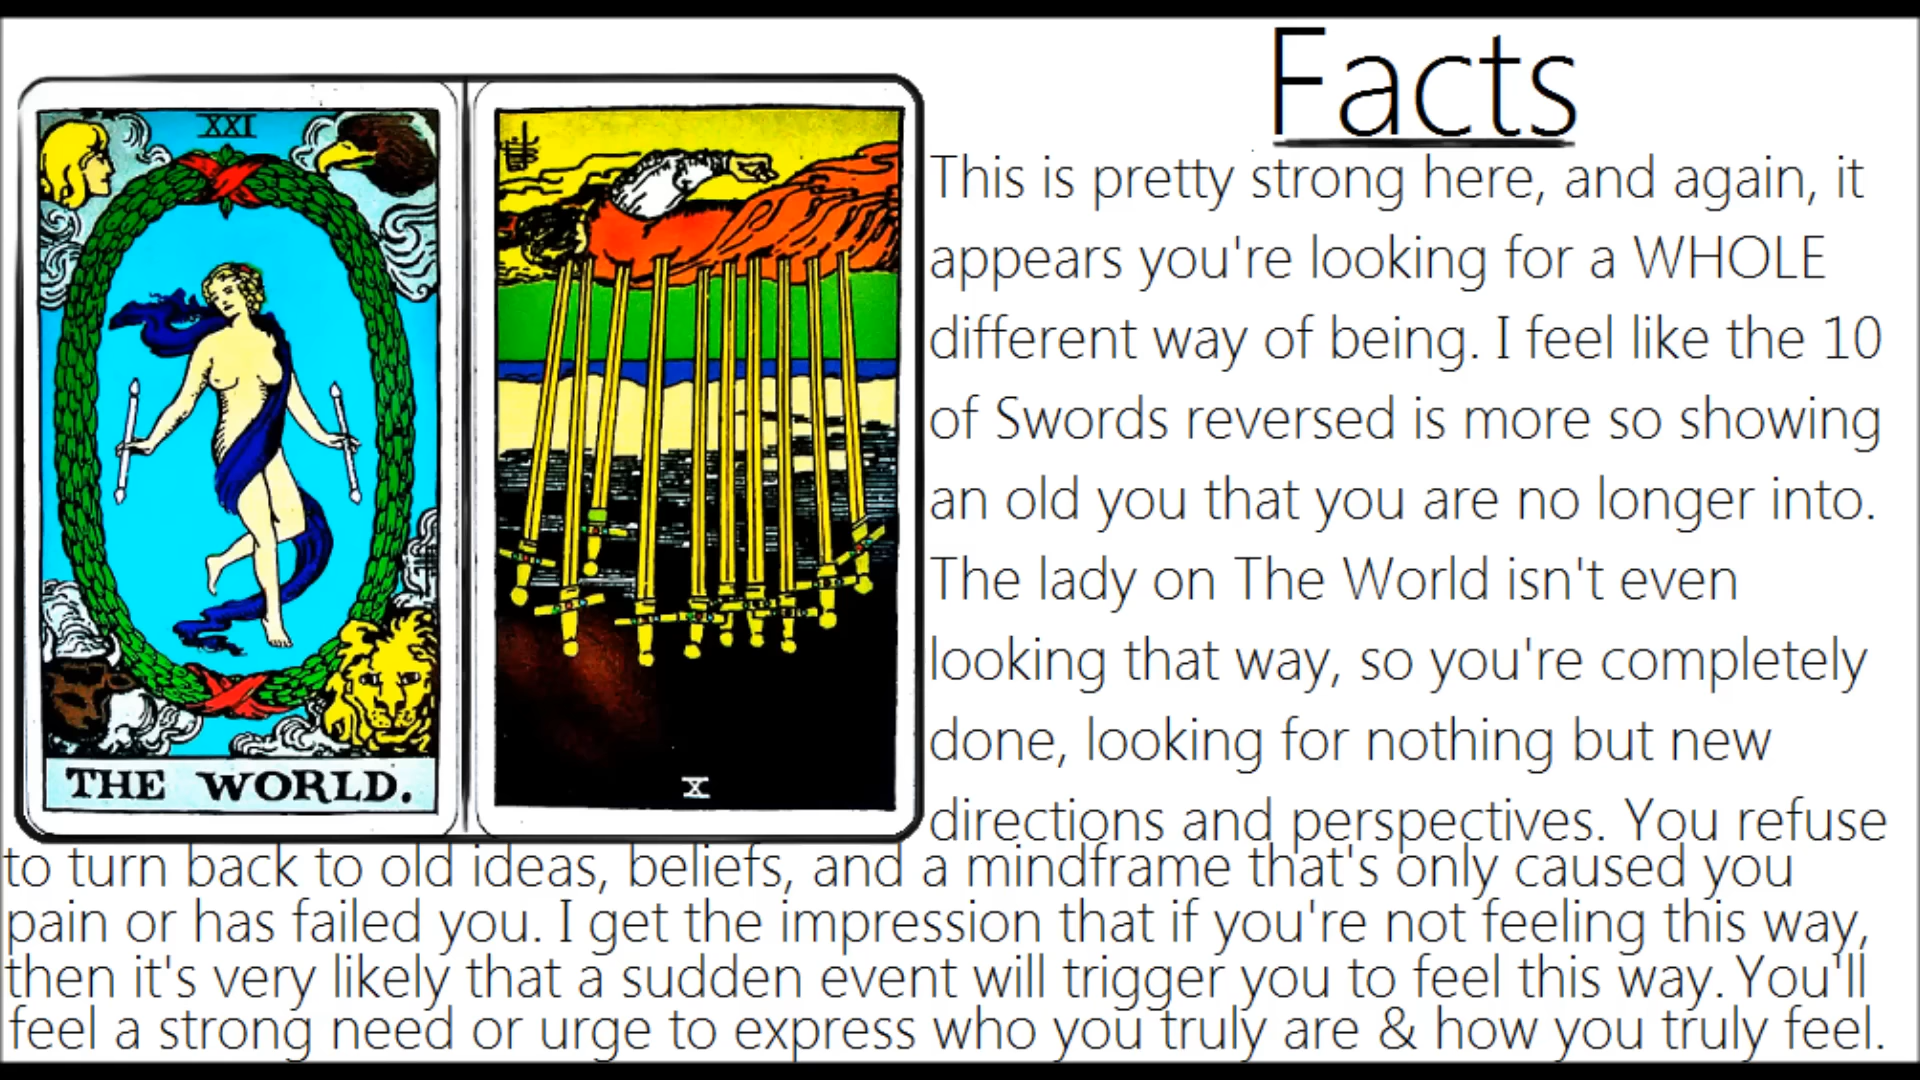 Facts
XXI
THE WORLD.
X
This is pretty strong here, and again, it
appears you're looking for a WHOLE
different way of being. I feel like the 10
of Swords reversed is more so showing
an old you that you are no longer into.
The lady on The World isn't even
looking that way, so you're completely
done, looking for nothing but new
directions and perspectives. You refuse
to turn back to old ideas, beliefs, and a mindframe that's only caused you
pain or has failed you. I get the impression that if you're not feeling this way,
then it's very likely that a sudden event will trigger you to feel this way. You'll
feel a strong need or urge to express who you truly are & how you truly feel.